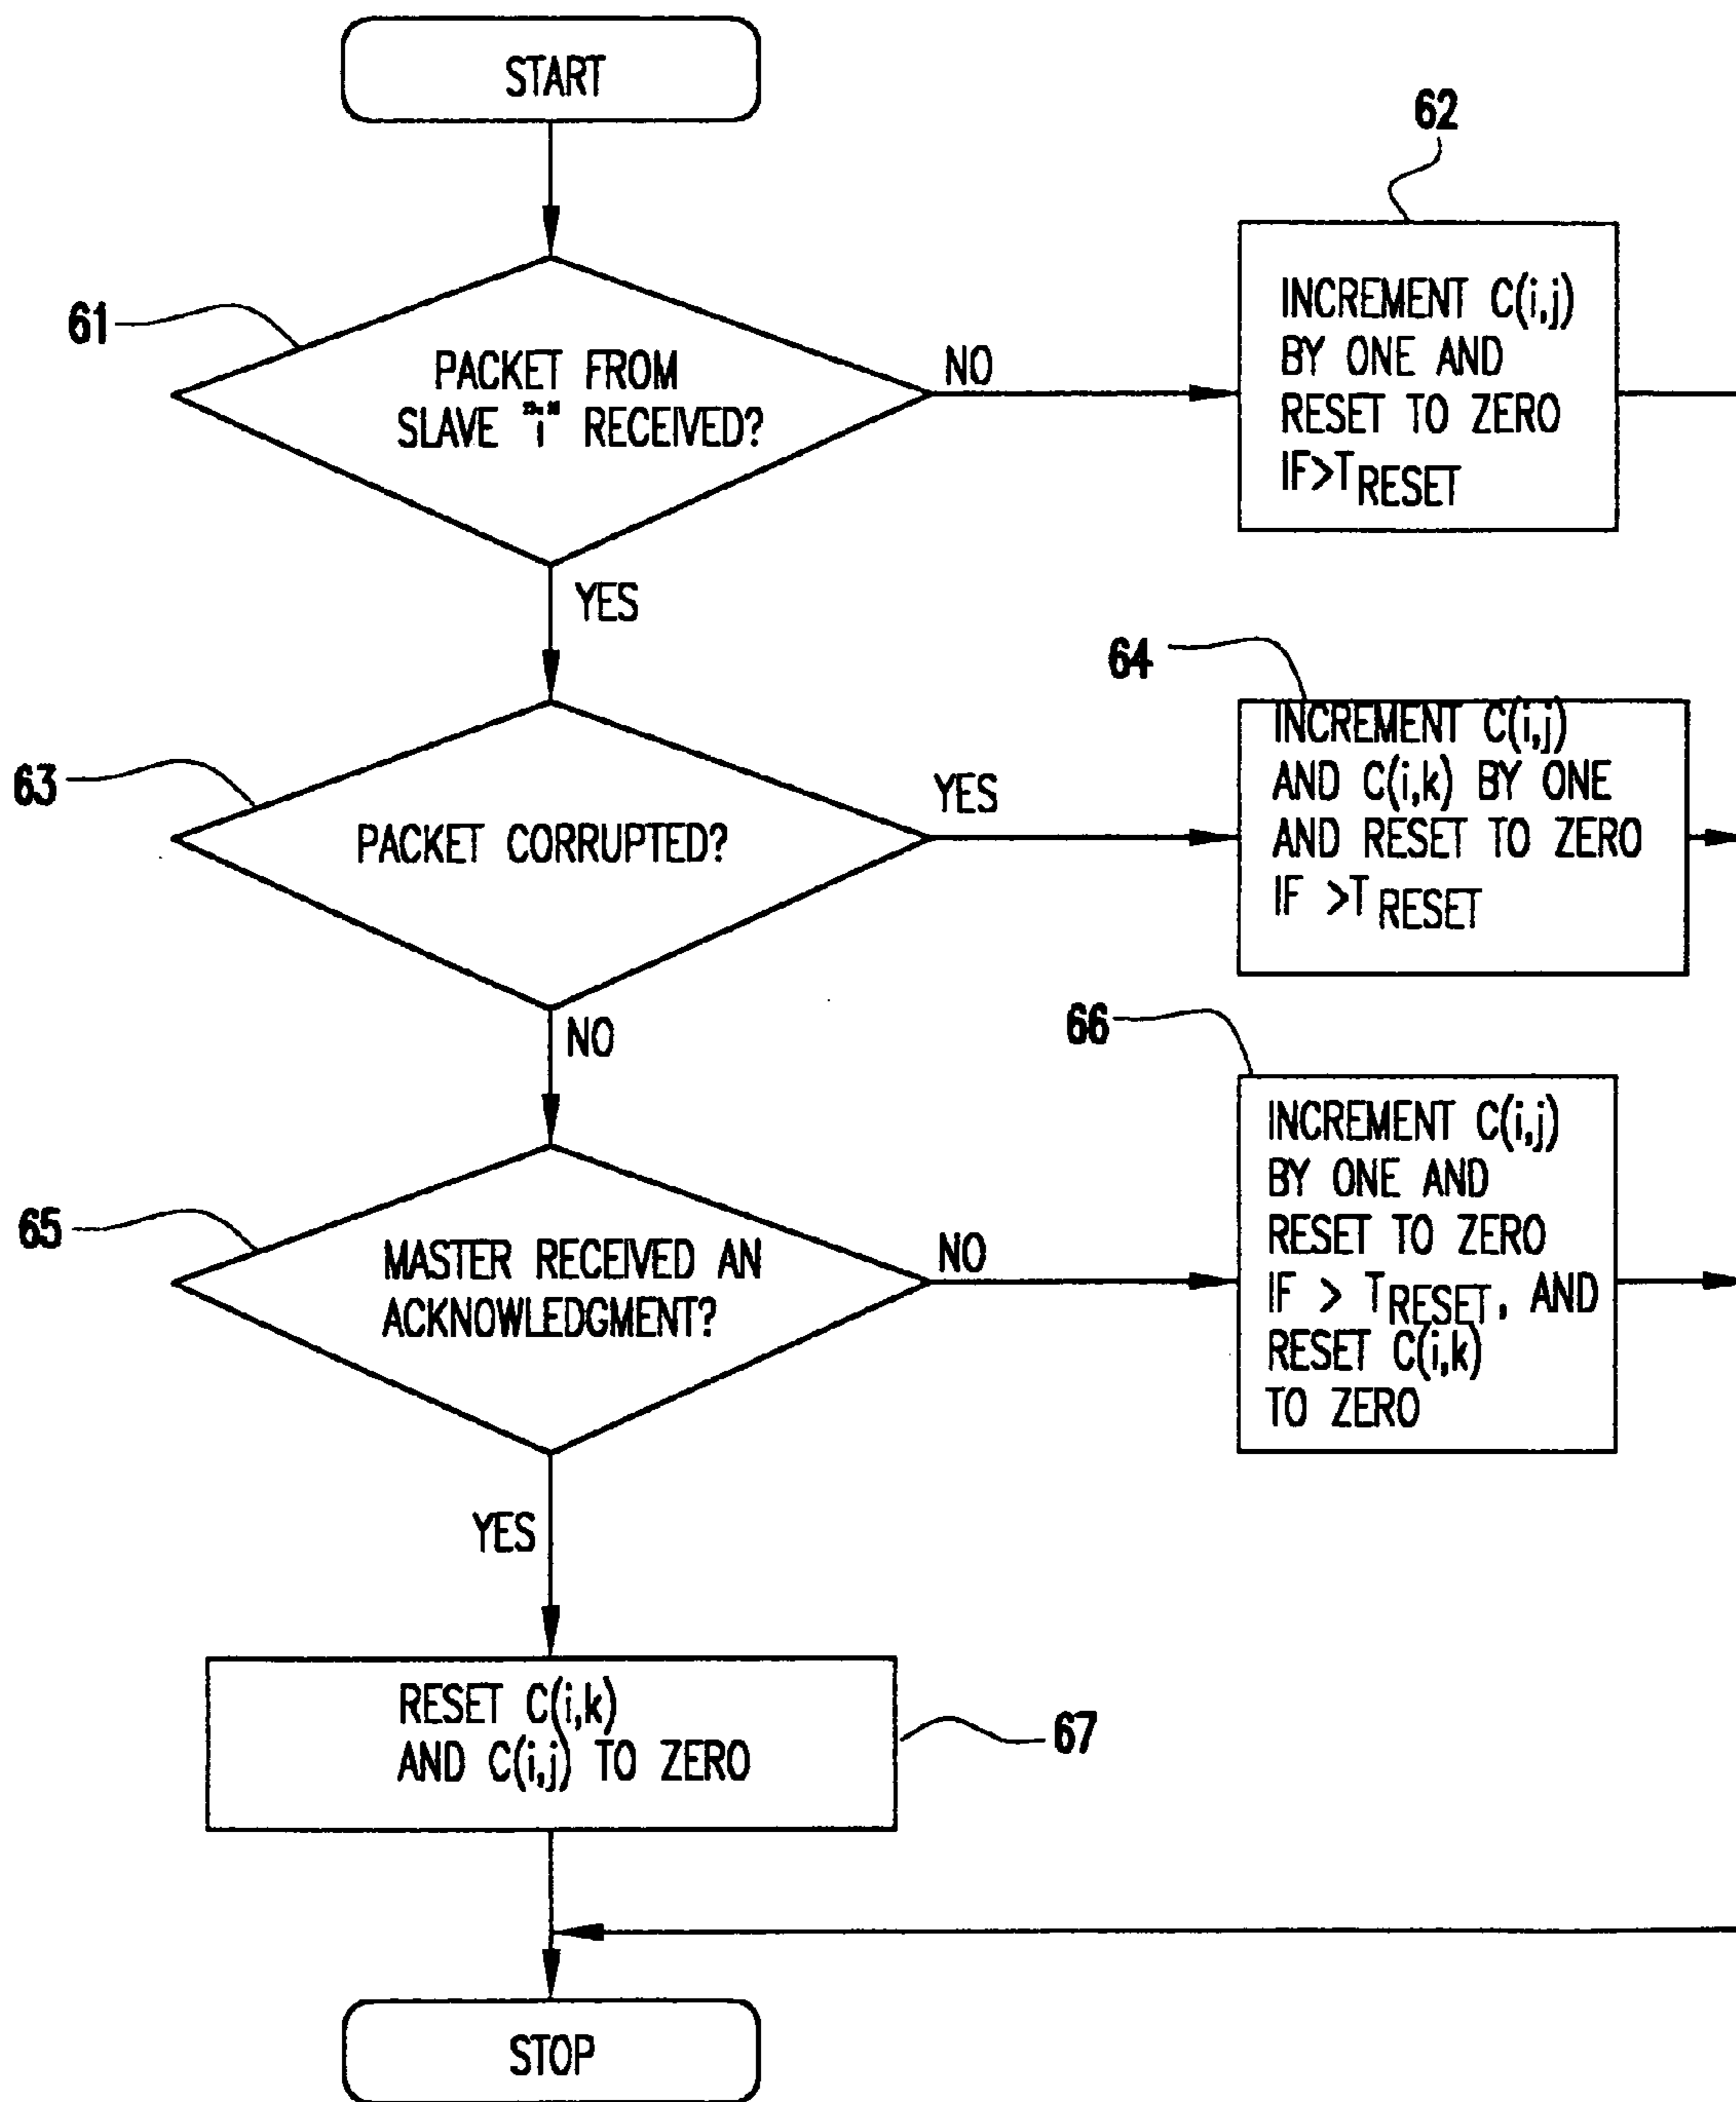 START
62
61
PACKET FROM
SLAVE "i" RECEIVED?
NO
INCREMENT C(i,j)
BY ONE AND
RESET TO ZERO
IF>TRESET
YES
64
63
PACKET CORRUPTED?
YES
INCREMENT C(i,j)
AND C(i,k) BY ONE
AND RESET TO ZERO
IF >TRESET
NO
66
65
MASTER RECEIVED AN
ACKNOWLEDGMENT?
NO
INCREMENT C(i,j)
BY ONE AND
RESET TO ZERO
IF > TRESET, AND
RESET C(i,k)
TO ZERO
YES
RESET C(i,k)
AND C(i,j) TO ZERO
67
STOP